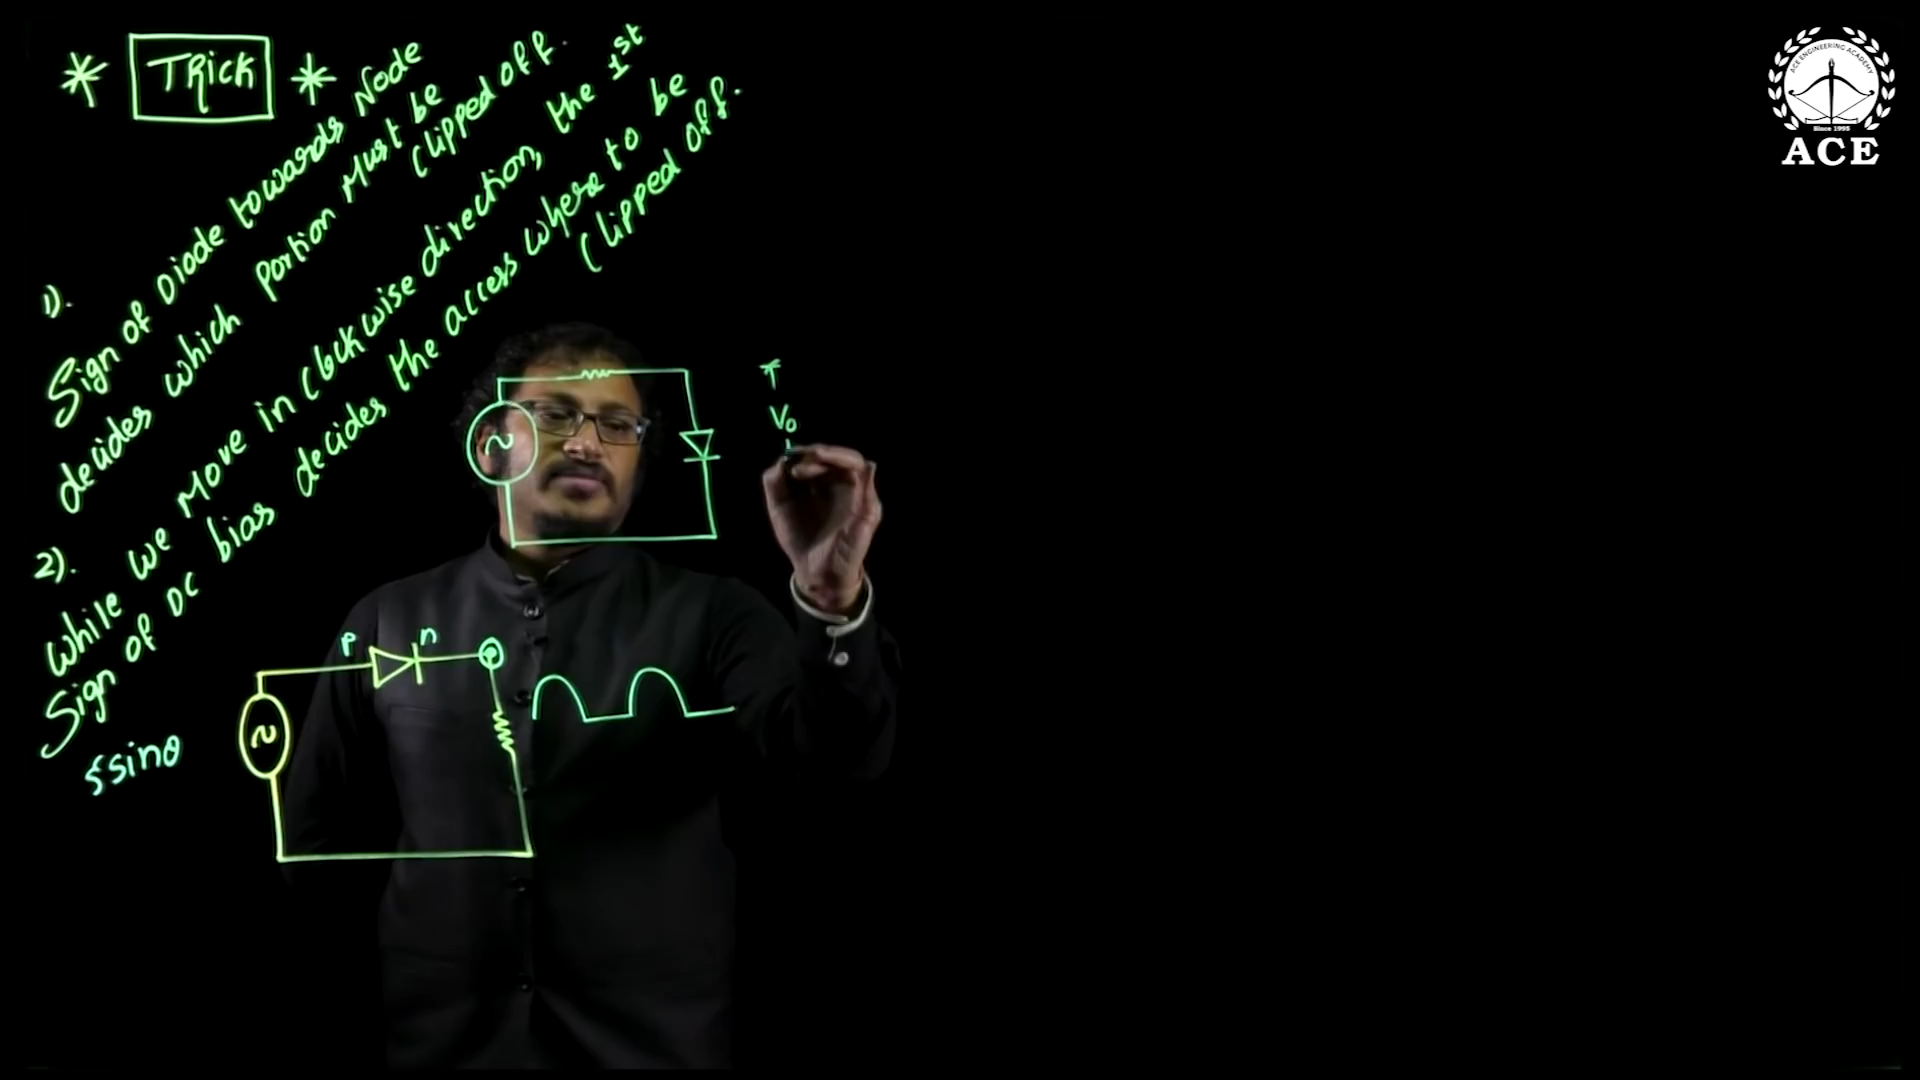 * TRICK *
1).
Sign of Diode towards Node
decides which portion Must be
Clipped off.
2).
While we Move in Clockwise direction, the 1st
Sign of DC bias decides the access where to be
Clipped off.
Vo
P
n
5sinθ
ACE ENGINEERING ACADEMY
Since 1995
ACE